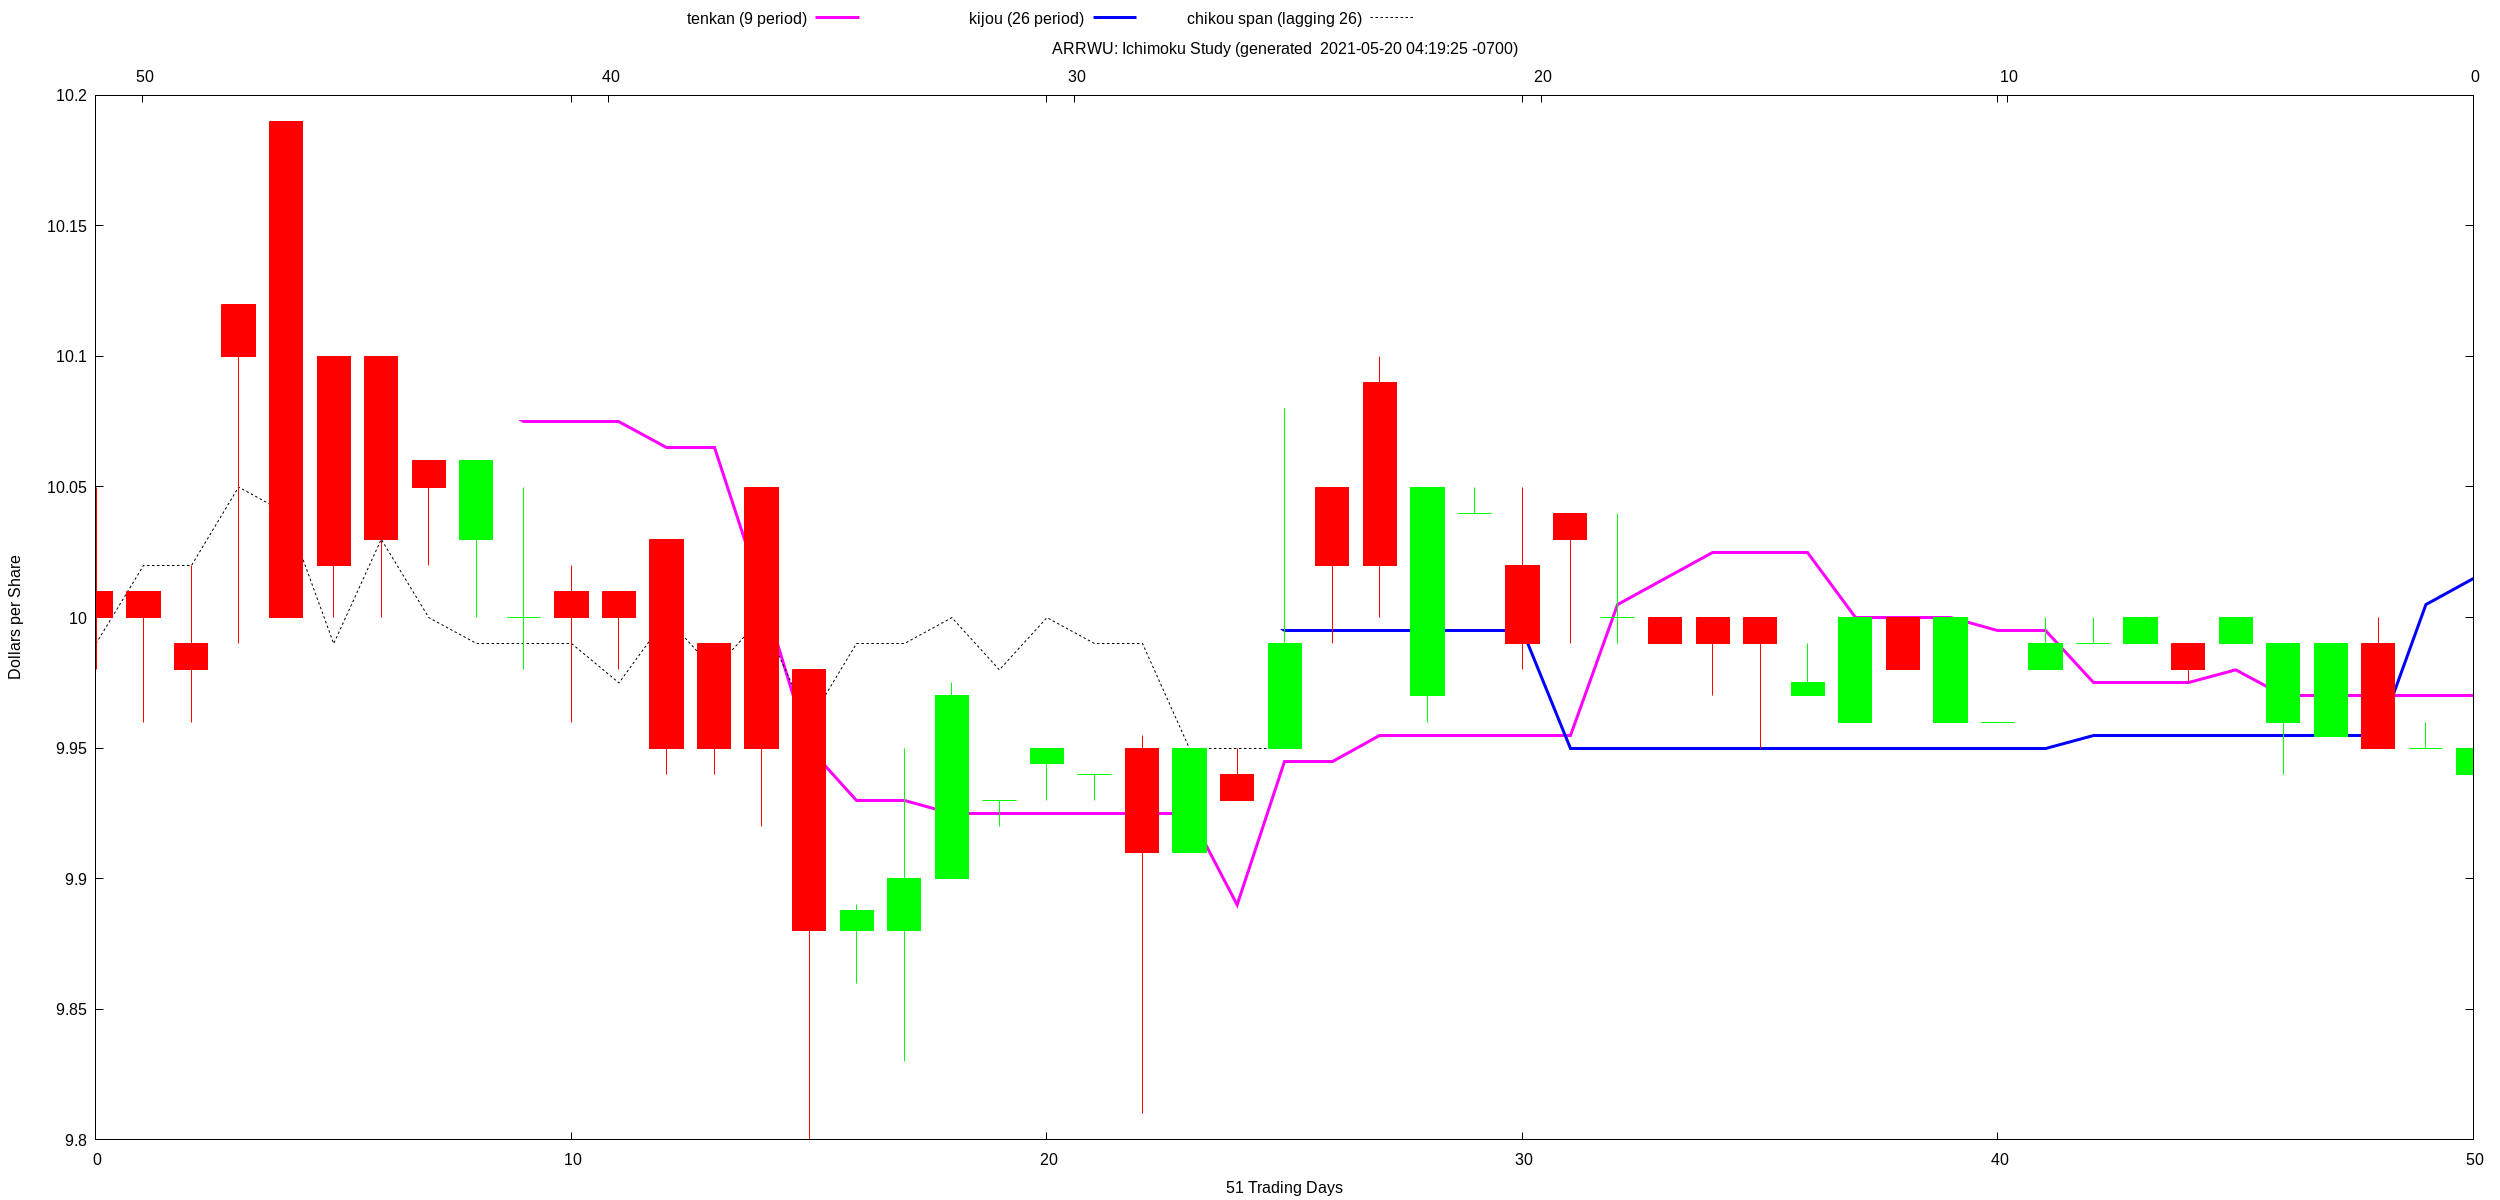 tenkan (9 period) kijou (26 period) chikou span (lagging 26)
ARRWU: Ichimoku Study (generated  2021-05-20 04:19:25 -0700)
50 40 30 20 10 0
10.2
10.15
10.1
10.05
10
9.95
9.9
9.85
9.8
Dollars per Share
0 10 20 30 40 50
51 Trading Days